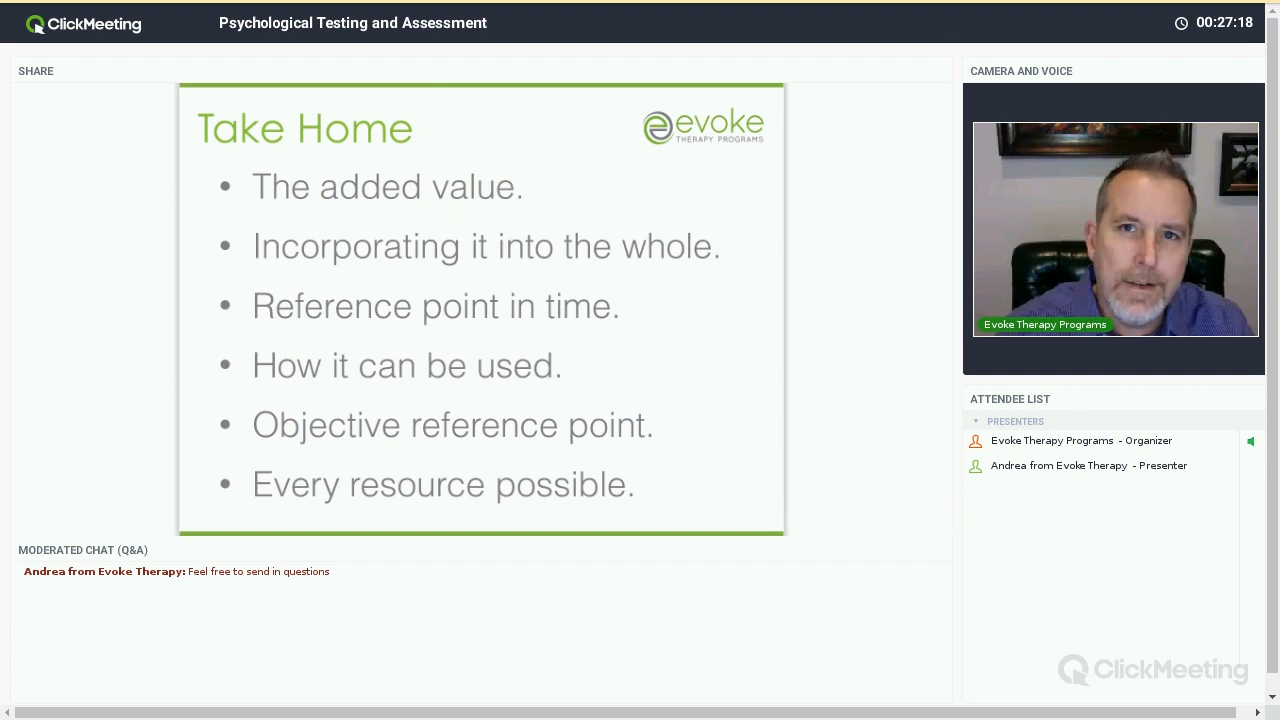 ClickMeeting
Psychological Testing and Assessment
00:27:18
SHARE
Take Home
evoke
THERAPY PROGRAMS
• The added value.
• Incorporating it into the whole.
• Reference point in time.
• How it can be used.
• Objective reference point.
• Every resource possible.
MODERATED CHAT (Q&A)
Andrea from Evoke Therapy: Feel free to send in questions
CAMERA AND VOICE
Evoke Therapy Programs
ATTENDEE LIST
PRESENTERS
Evoke Therapy Programs - Organizer
Andrea from Evoke Therapy - Presenter
ClickMeeting